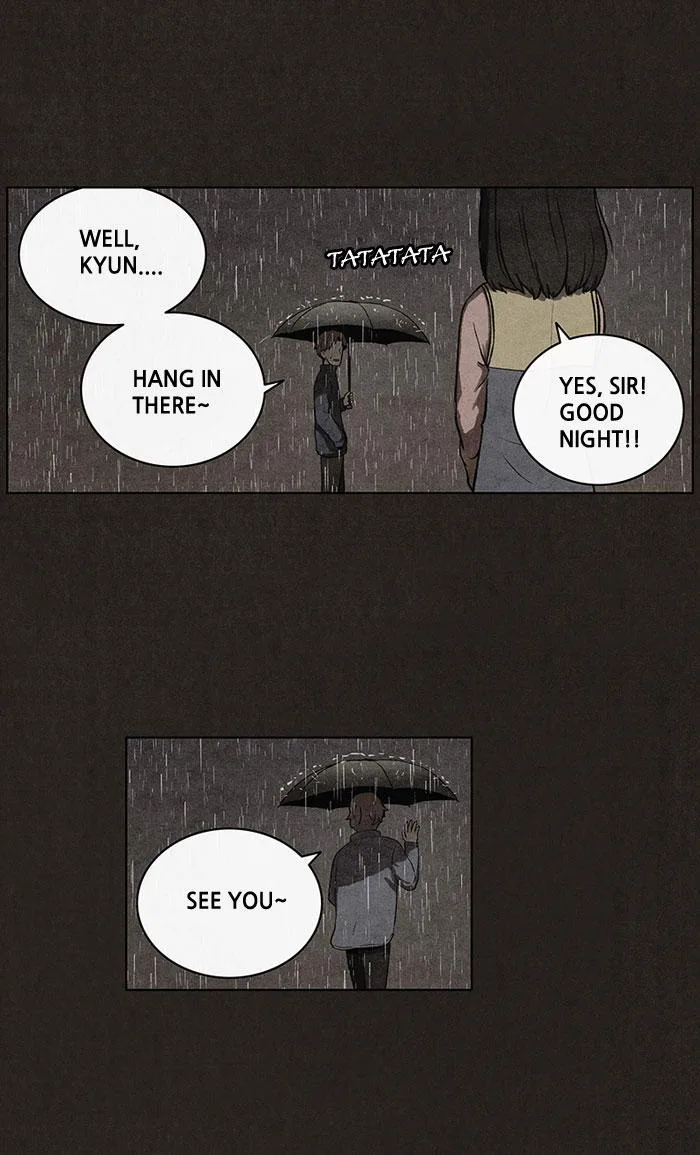 WELL,
KYUN....
TATATATA
HANG IN
THERE~
YES, SIR!
GOOD
NIGHT!!
SEE YOU~